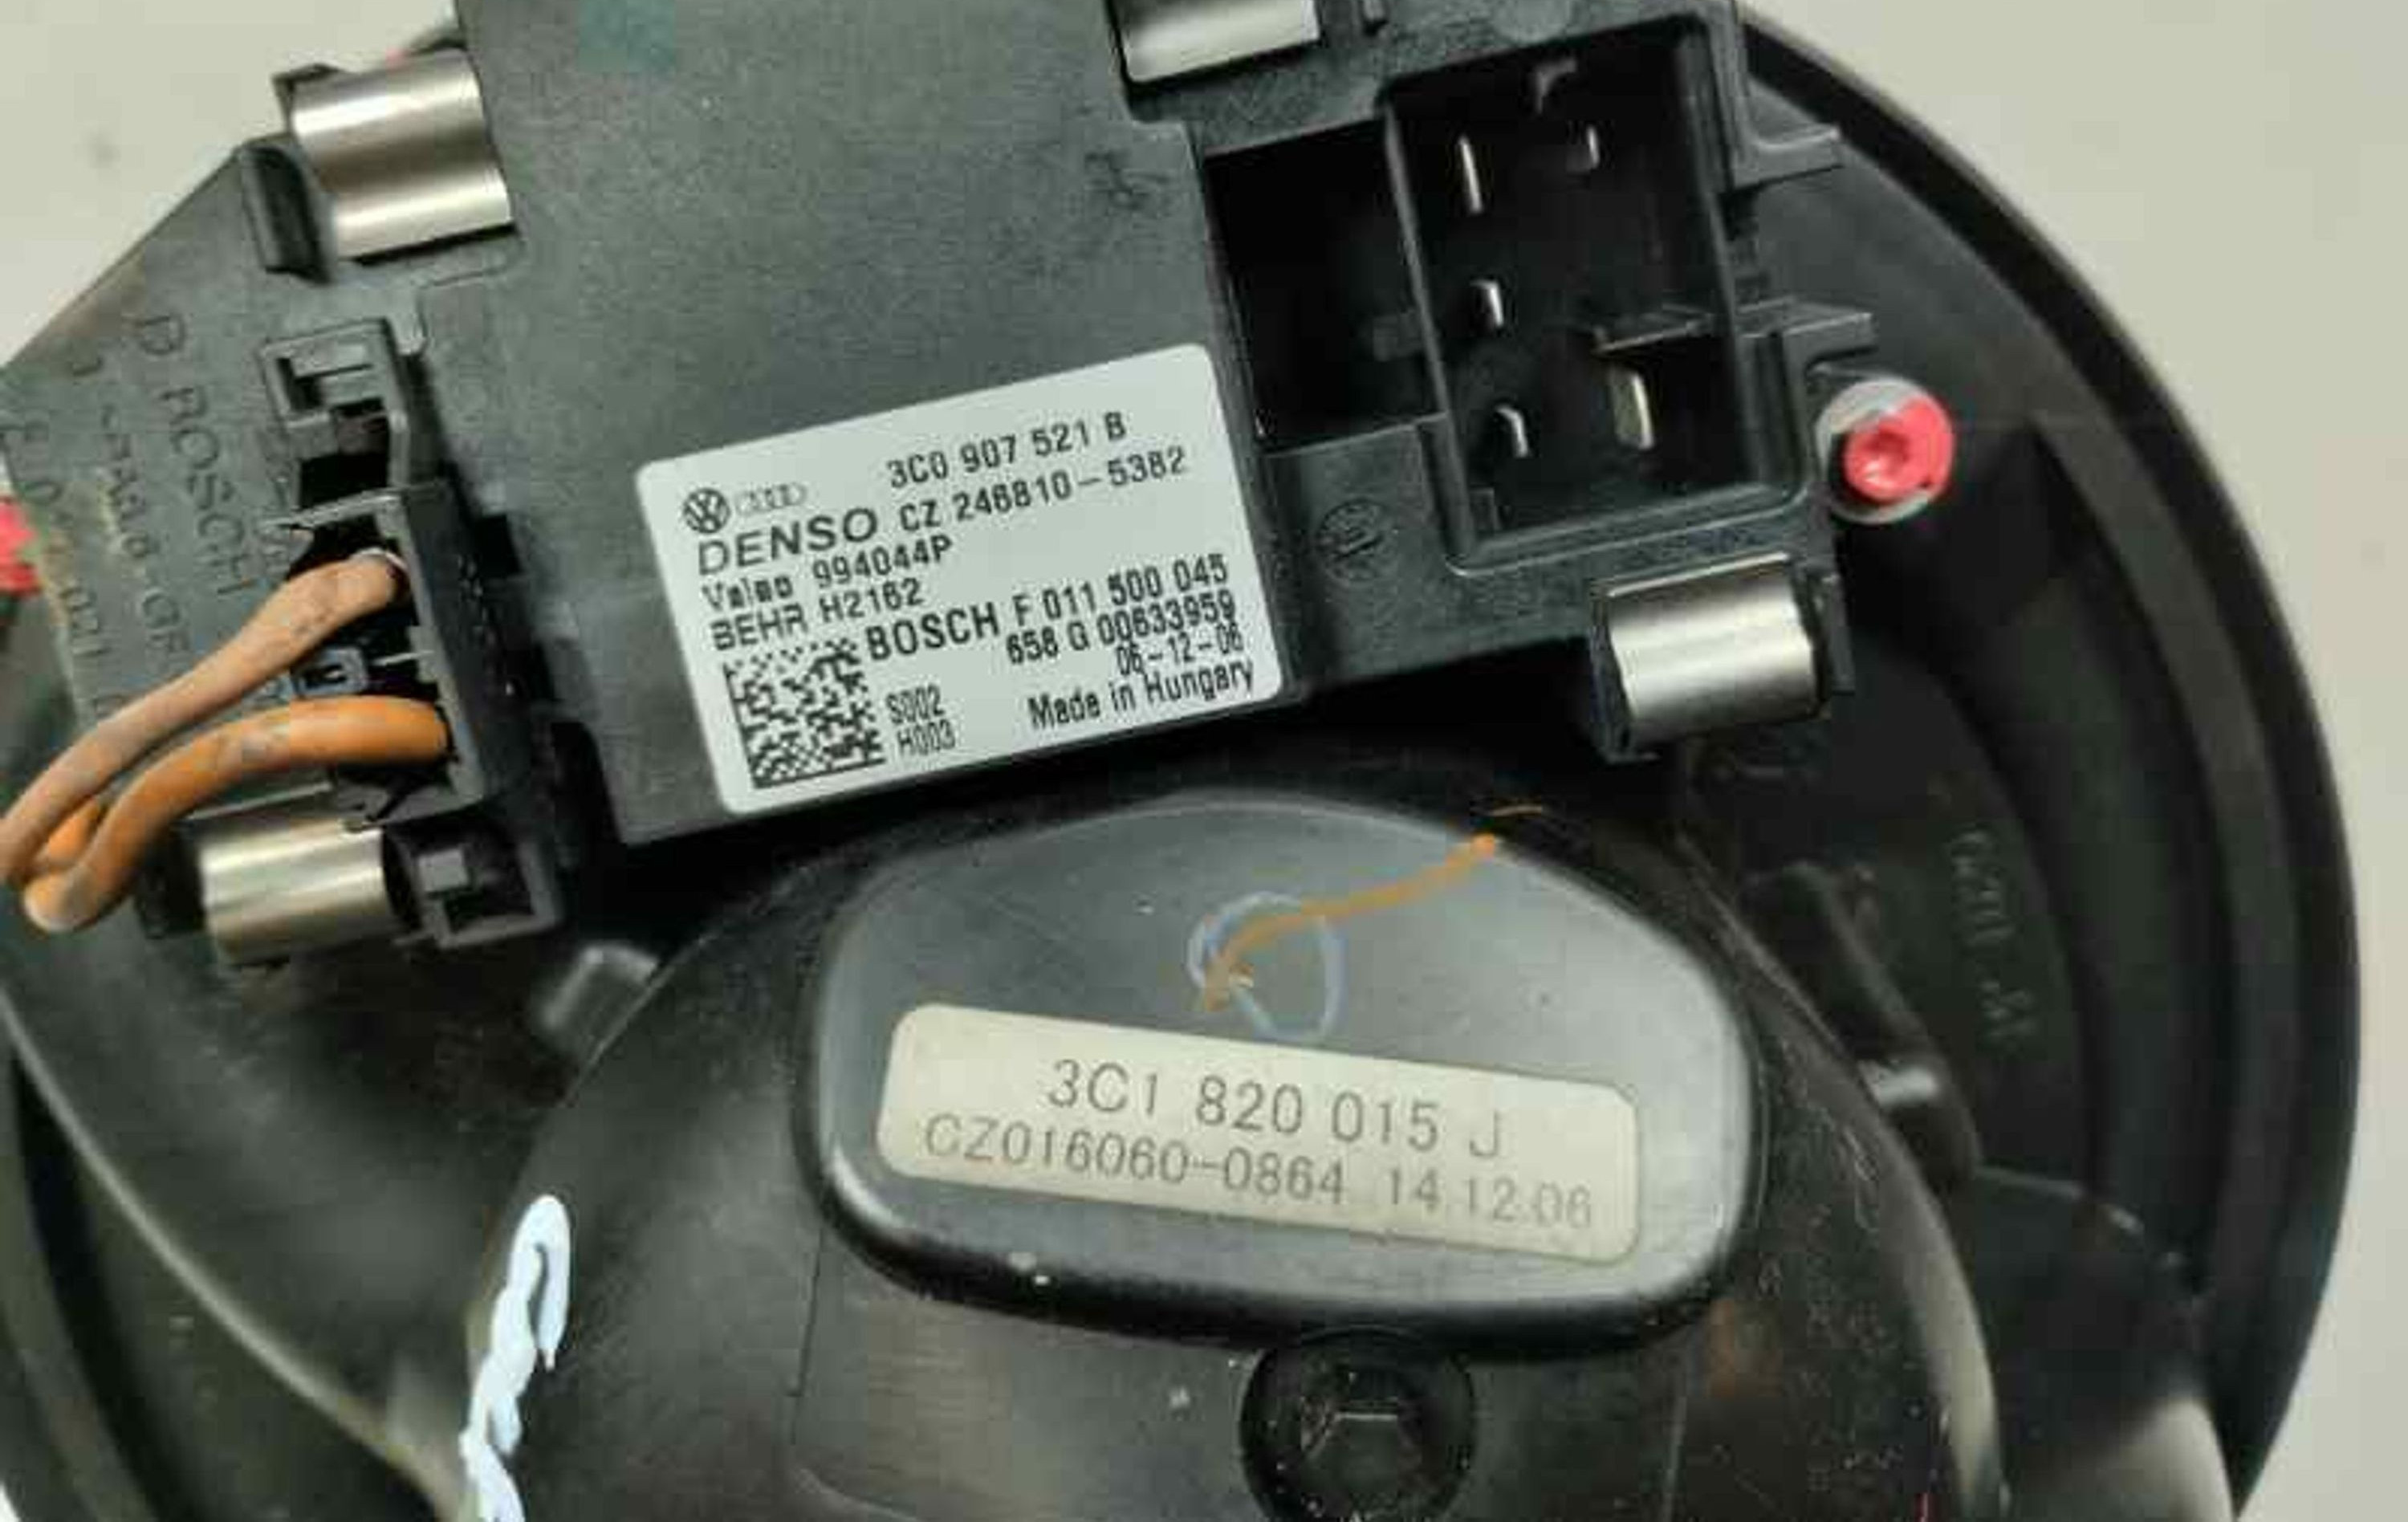 3C0 907 521 B
DENSO CZ 246810-5382
Valeo 994044P
BEHR H2162
BOSCH F 011 500 045
658 G 00633959
06-12-06
S002
H003
Made in Hungary
3C1 820 015 J
CZ016060-0864 14.12.06